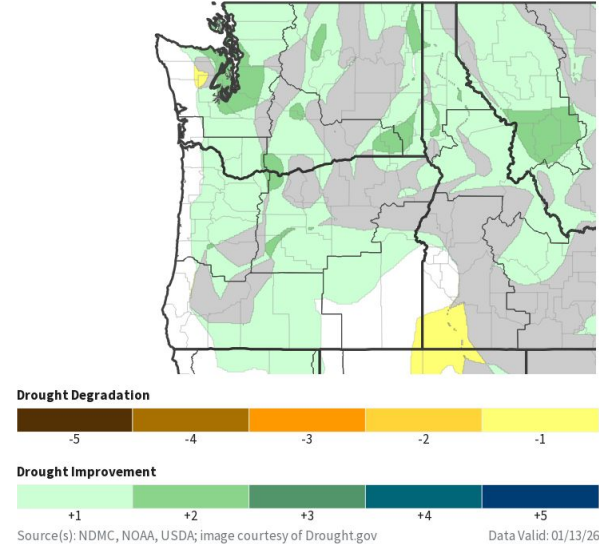 Drought Degradation
-5 -4 -3 -2 -1
Drought Improvement
+1 +2 +3 +4 +5
Source(s): NDMC, NOAA, USDA; image courtesy of Drought.gov Data Valid: 01/13/26